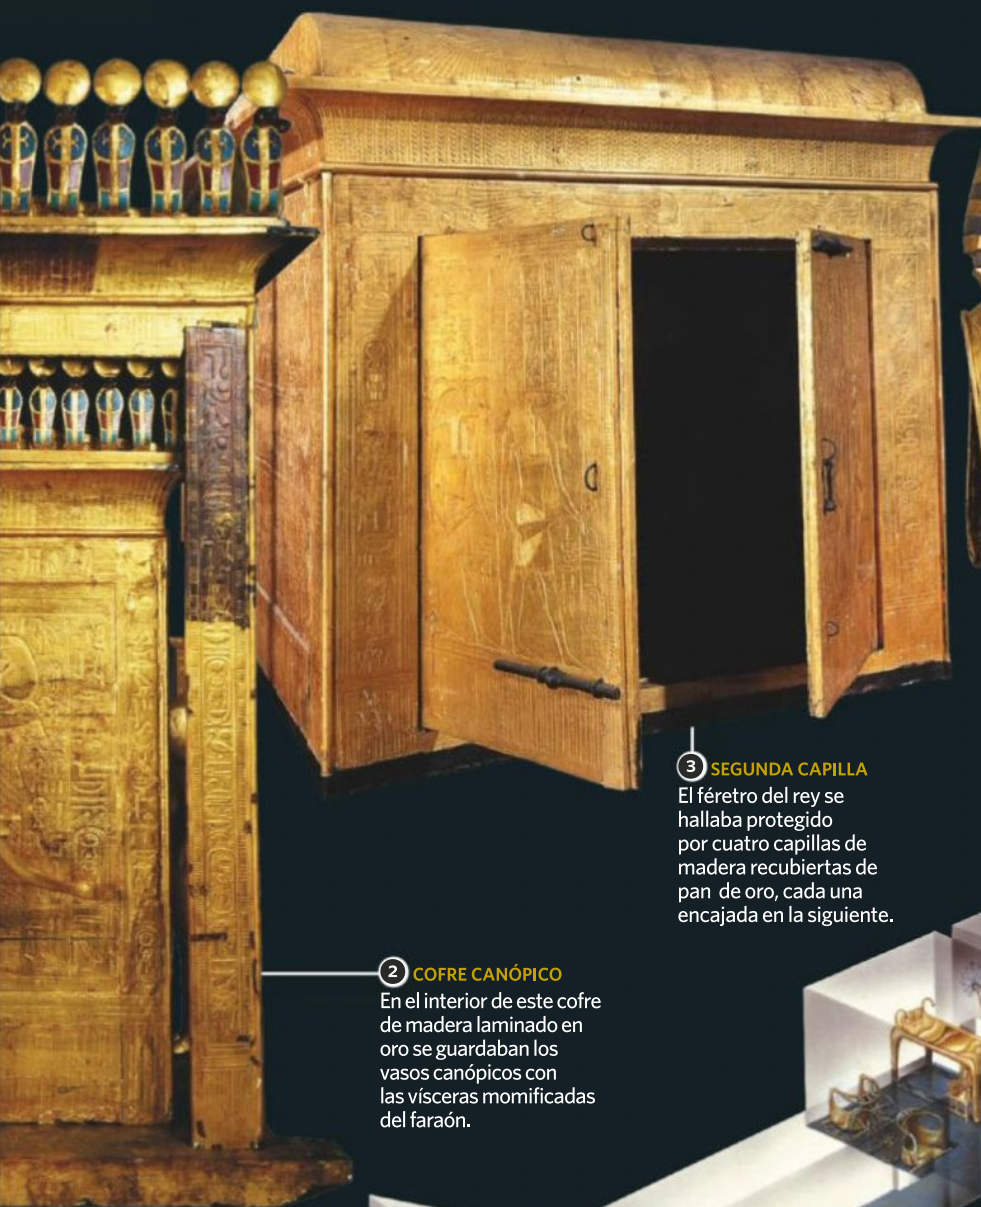 3 SEGUNDA CAPILLA
El féretro del rey se
hallaba protegido
por cuatro capillas de
madera recubiertas de
pan de oro, cada una
encajada en la siguiente.
2 COFRE CANÓPICO
En el interior de este cofre
de madera laminado en
oro se guardaban los
vasos canópicos con
las vísceras momificadas
del faraón.